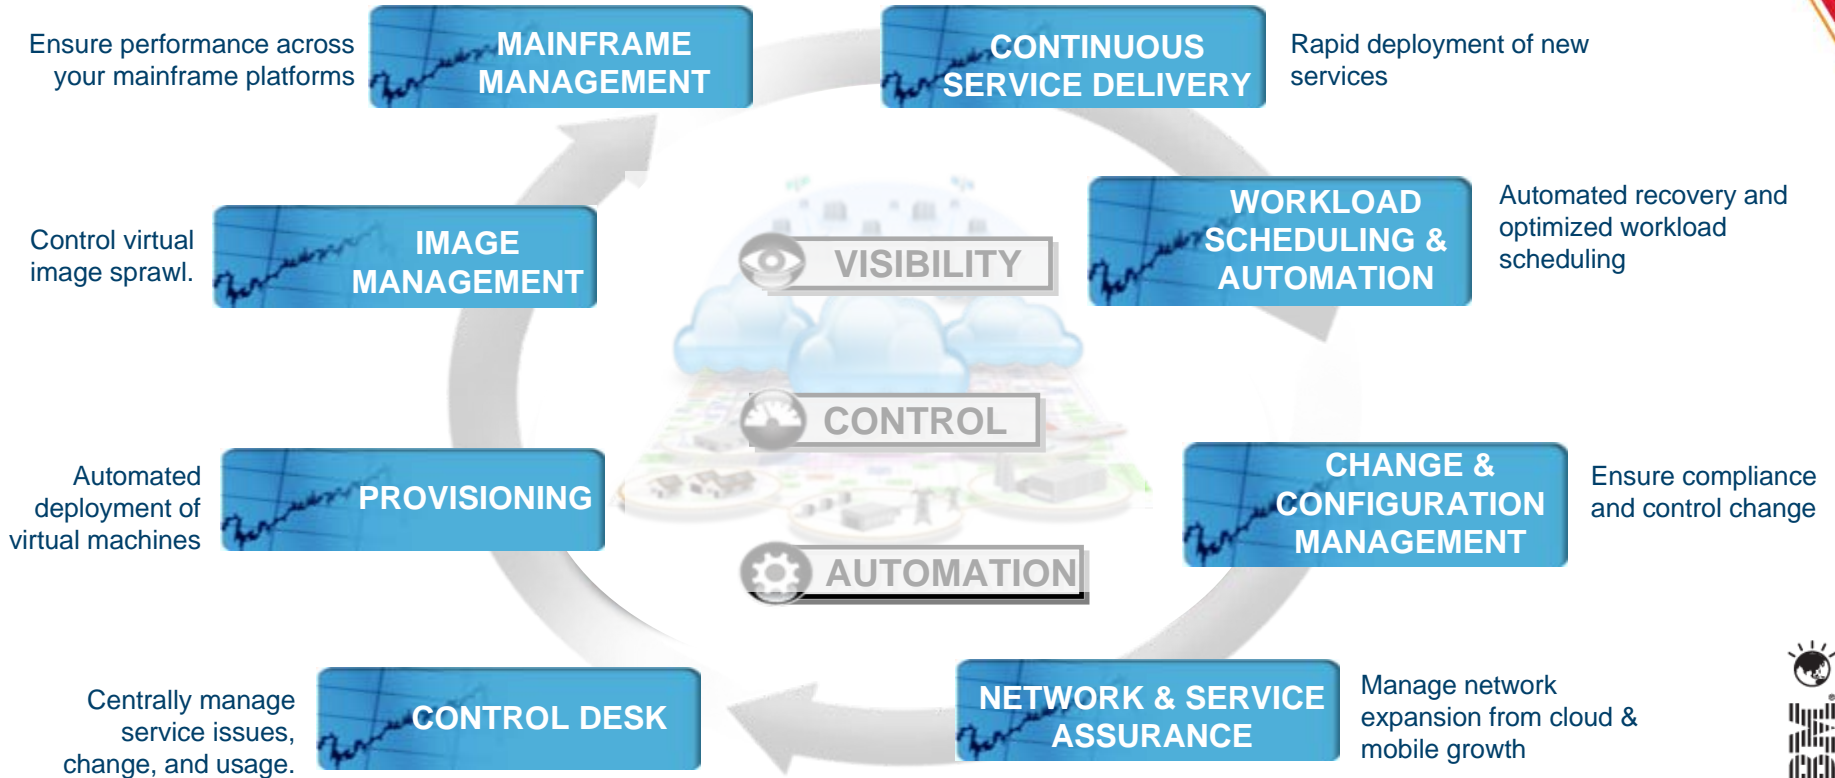 Ensure performance across
your mainframe platforms
MAINFRAME
MANAGEMENT
CONTINUOUS
SERVICE DELIVERY
Rapid deployment of new
services
Control virtual
image sprawl.
IMAGE
MANAGEMENT
VISIBILITY
WORKLOAD
SCHEDULING &
AUTOMATION
Automated recovery and
optimized workload
scheduling
CONTROL
Automated
deployment of
virtual machines
PROVISIONING
CHANGE &
CONFIGURATION
MANAGEMENT
Ensure compliance
and control change
AUTOMATION
Centrally manage
service issues,
change, and usage.
CONTROL DESK
NETWORK & SERVICE
ASSURANCE
Manage network
expansion from cloud &
mobile growth
IBM
®